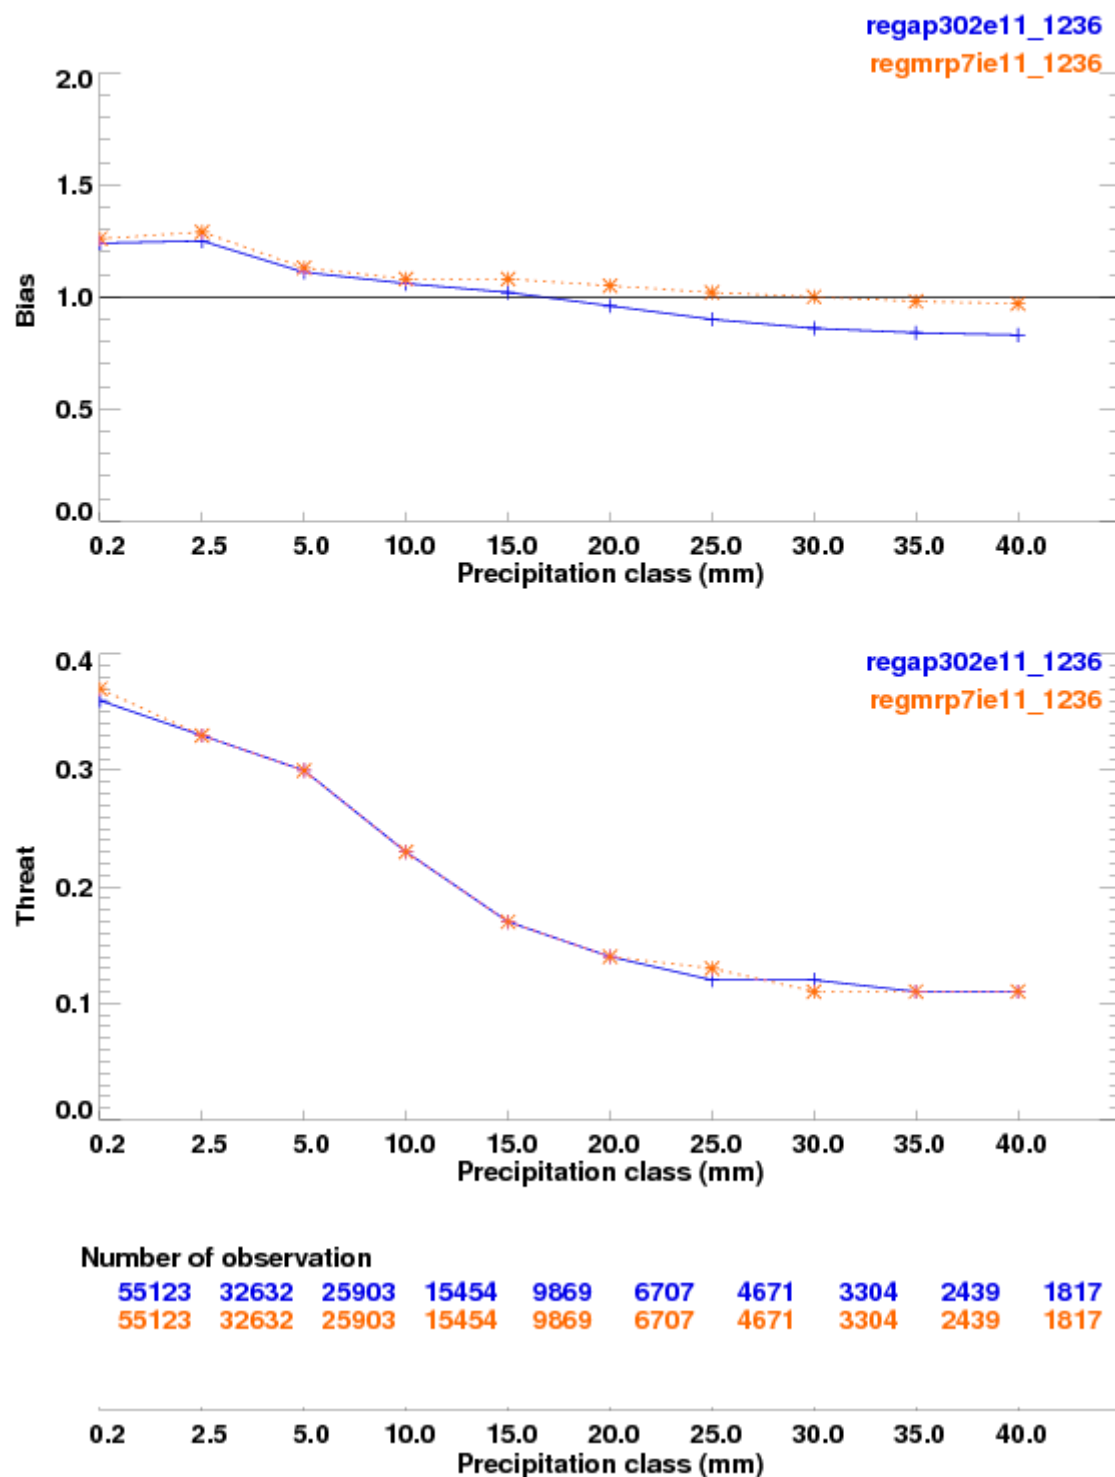 regap302e11_1236
regmrp7ie11_1236
2.0
1.5
1.0
0.5
0.0
Bias
0.2 2.5 5.0 10.0 15.0 20.0 25.0 30.0 35.0 40.0
Precipitation class (mm)
regap302e11_1236
regmrp7ie11_1236
0.4
0.3
0.2
0.1
0.0
Threat
0.2 2.5 5.0 10.0 15.0 20.0 25.0 30.0 35.0 40.0
Precipitation class (mm)
Number of observation
55123 32632 25903 15454 9869 6707 4671 3304 2439 1817
55123 32632 25903 15454 9869 6707 4671 3304 2439 1817
0.2 2.5 5.0 10.0 15.0 20.0 25.0 30.0 35.0 40.0
Precipitation class (mm)